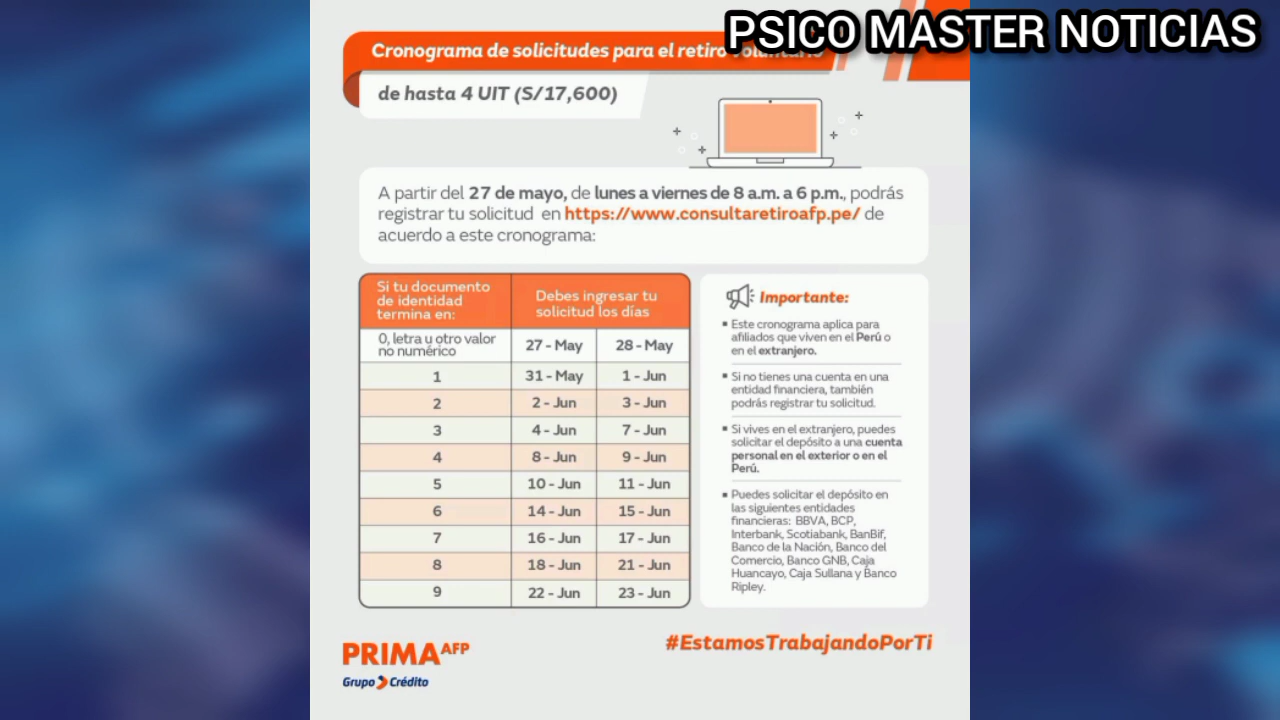 PSICO MASTER NOTICIAS
Cronograma de solicitudes para el retiro voluntario
de hasta 4 UIT (S/17,600)
A partir del 27 de mayo, de lunes a viernes de 8 a.m. a 6 p.m., podrás
registrar tu solicitud en https://www.consultaretiroafp.pe/ de
acuerdo a este cronograma:
Si tu documento
de identidad
termina en:
Debes ingresar tu
solicitud los días
0, letra u otro valor
no numérico
27 - May
28 - May
1
31 - May
1 - Jun
2
2 - Jun
3 - Jun
3
4 - Jun
7 - Jun
4
8 - Jun
9 - Jun
5
10 - Jun
11 - Jun
6
14 - Jun
15 - Jun
7
16 - Jun
17 - Jun
8
18 - Jun
21 - Jun
9
22 - Jun
23 - Jun
Importante:
▪ Este cronograma aplica para
afiliados que viven en el Perú o
en el extranjero.
▪ Si no tienes una cuenta en una
entidad financiera, también
podrás registrar tu solicitud.
▪ Si vives en el extranjero, puedes
solicitar el depósito a una cuenta
personal en el exterior o en el
Perú.
▪ Puedes solicitar el depósito en
las siguientes entidades
financieras: BBVA, BCP,
Interbank, Scotiabank, BanBif,
Banco de la Nación, Banco del
Comercio, Banco GNB, Caja
Huancayo, Caja Sullana y Banco
Ripley.
PRIMA AFP
Grupo Crédito
#EstamosTrabajandoPorTi